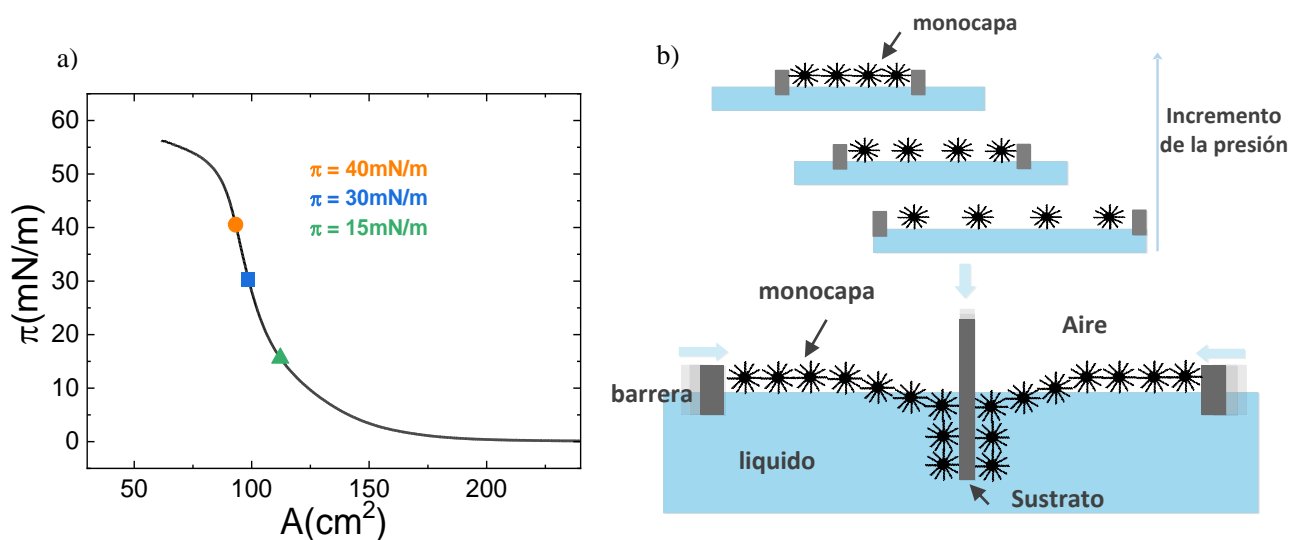 a)
π(mN/m)
60
50
40
30
20
10
0
π = 40mN/m
π = 30mN/m
π = 15mN/m
50
100
150
200
A(cm²)
b)
monocapa
Incremento
de la presión
monocapa
Aire
barrera
liquido
Sustrato